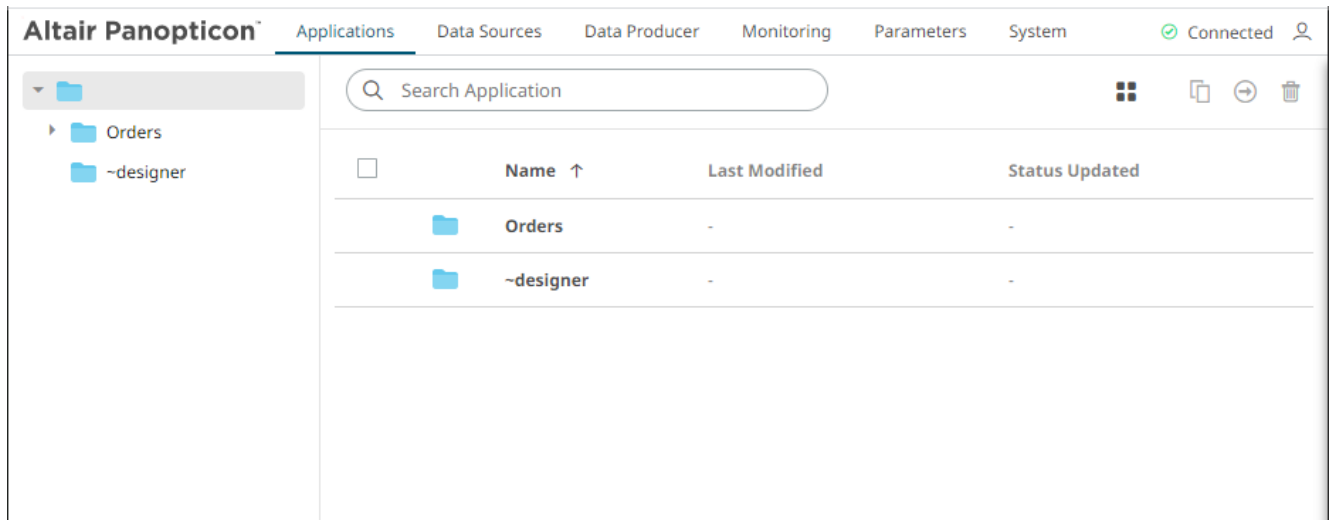 Altair Panopticon™ Applications Data Sources Data Producer Monitoring Parameters System Connected
Search Application
Orders
~designer
Name ↑ Last Modified Status Updated
Orders - -
~designer - -